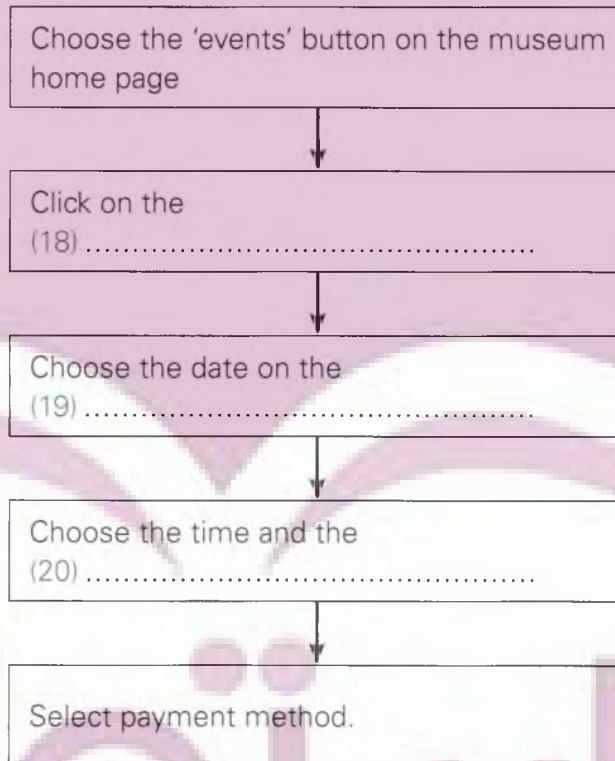 Choose the 'events' button on the museum
home page
Click on the
(18) ................................................
Choose the date on the
(19) ................................................
Choose the time and the
(20) ................................................
Select payment method.